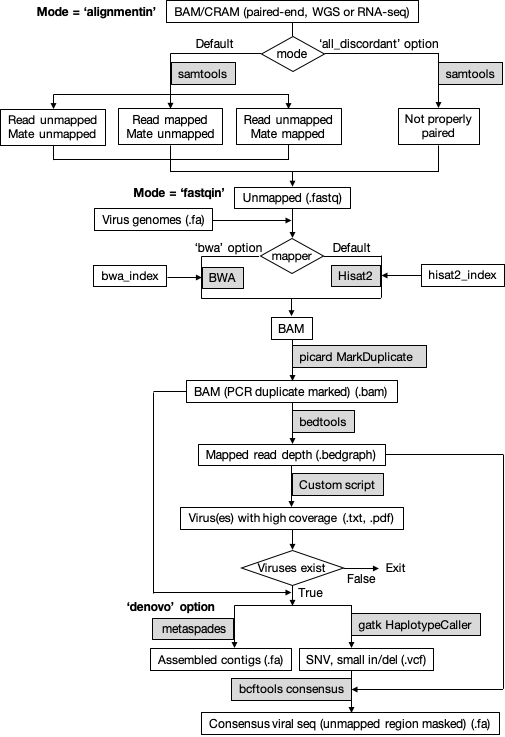 Mode = ‘alignmentin’
BAM/CRAM (paired-end, WGS or RNA-seq)
Default
mode
‘all_discordant’ option
samtools
samtools
Read unmapped
Mate unmapped
Read mapped
Mate unmapped
Read unmapped
Mate mapped
Not properly
paired
Mode = ‘fastqin’
Unmapped (.fastq)
Virus genomes (.fa)
‘bwa’ option
mapper
Default
bwa_index
BWA
Hisat2
hisat2_index
BAM
picard MarkDuplicate
BAM (PCR duplicate marked) (.bam)
bedtools
Mapped read depth (.bedgraph)
Custom script
Virus(es) with high coverage (.txt, .pdf)
Viruses exist
Exit
False
True
‘denovo’ option
metaspades
gatk HaplotypeCaller
Assembled contigs (.fa)
SNV, small in/del (.vcf)
bcftools consensus
Consensus viral seq (unmapped region masked) (.fa)